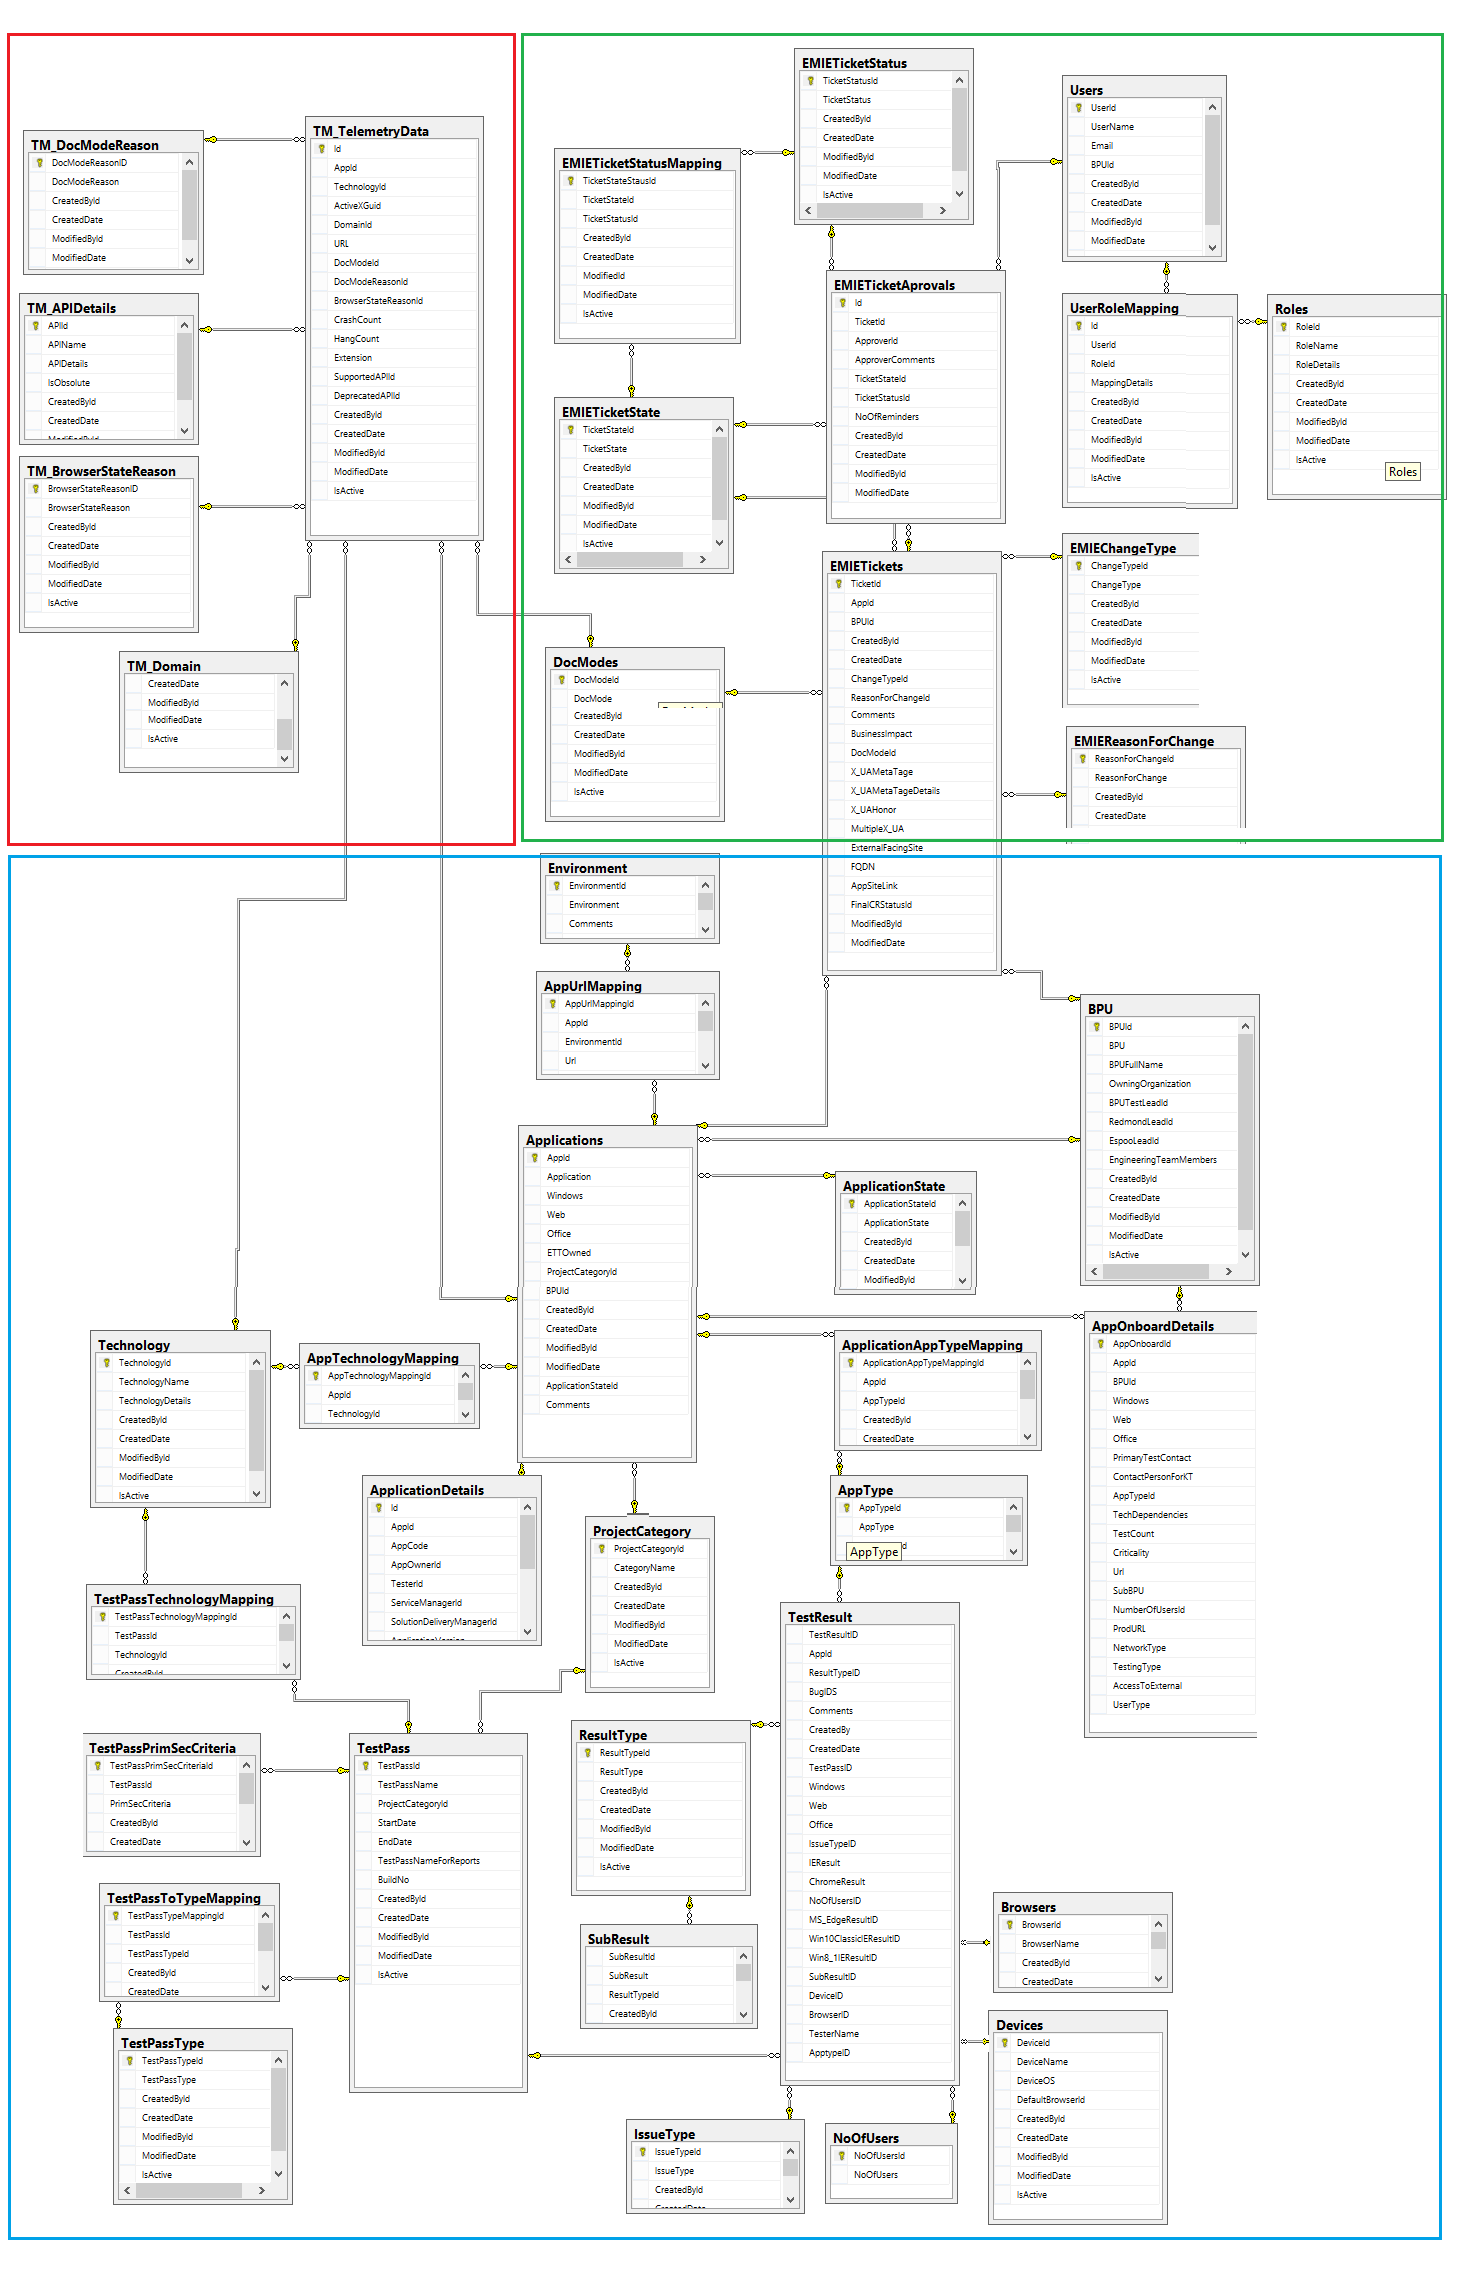 TM_DocModeReason
DocModeReasonID
DocModeReason
CreatedById
CreatedDate
ModifiedById
ModifiedDate
TM_APIDetails
APIId
APIName
APIDetails
IsObsolute
CreatedById
CreatedDate
ModifiedById
TM_BrowserStateReason
BrowserStateReasonID
BrowserStateReason
CreatedById
CreatedDate
ModifiedById
ModifiedDate
IsActive
TM_Domain
CreatedDate
ModifiedById
ModifiedDate
IsActive
TM_TelemetryData
Id
AppId
TechnologyId
ActiveXGuid
DomainId
URL
DocModeId
DocModeReasonId
BrowserStateReasonId
CrashCount
HangCount
Extension
SupportedAPIId
DeprecatedAPIId
CreatedById
CreatedDate
ModifiedById
ModifiedDate
IsActive
EMIETicketStatus
TicketStatusId
TicketStatus
CreatedById
CreatedDate
ModifiedById
ModifiedDate
IsActive
EMIETicketStatusMapping
TicketStateStausId
TicketStateId
TicketStatusId
CreatedById
CreatedDate
ModifiedId
ModifiedDate
IsActive
EMIETicketState
TicketStateId
TicketState
CreatedById
CreatedDate
ModifiedById
ModifiedDate
IsActive
EMIETicketAprovals
Id
TicketId
ApproverId
ApproverComments
TicketStateId
TicketStatusId
NoOfReminders
CreatedById
CreatedDate
ModifiedById
ModifiedDate
Users
UserId
UserName
Email
BPUId
CreatedById
CreatedDate
ModifiedById
ModifiedDate
UserRoleMapping
Id
UserId
RoleId
MappingDetails
CreatedById
CreatedDate
ModifiedById
ModifiedDate
IsActive
Roles
RoleId
RoleName
RoleDetails
CreatedById
CreatedDate
ModifiedById
ModifiedDate
IsActive
Roles
EMIETickets
TicketId
AppId
BPUId
CreatedById
CreatedDate
ChangeTypeId
ReasonForChangeId
Comments
BusinessImpact
DocModeId
X_UAMetaTage
X_UAMetaTageDetails
X_UAHonor
MultipleX_UA
ExternalFacingSite
FQDN
AppSiteLink
FinalCRStatusId
ModifiedById
ModifiedDate
EMIEChangeType
ChangeTypeId
ChangeType
CreatedById
CreatedDate
ModifiedById
ModifiedDate
IsActive
EMIEReasonForChange
ReasonForChangeId
ReasonForChange
CreatedById
CreatedDate
DocModes
DocModeId
DocMode
CreatedById
CreatedDate
ModifiedById
ModifiedDate
IsActive
Environment
EnvironmentId
Environment
Comments
AppUrlMapping
AppUrlMappingId
AppId
EnvironmentId
Url
BPU
BPUId
BPU
BPUFullName
OwningOrganization
BPUTestLeadId
RedmondLeadId
EspooLeadId
EngineeringTeamMembers
CreatedById
CreatedDate
ModifiedById
ModifiedDate
IsActive
Applications
AppId
Application
Windows
Web
Office
ETTOwned
ProjectCategoryId
BPUId
CreatedById
CreatedDate
ModifiedById
ModifiedDate
ApplicationStateId
Comments
ApplicationState
ApplicationStateId
ApplicationState
CreatedById
CreatedDate
ModifiedById
AppOnboardDetails
AppOnboardId
AppId
BPUId
Windows
Web
Office
PrimaryTestContact
ContactPersonForKT
AppTypeId
TechDependencies
TestCount
Criticality
Url
SubBPU
NumberOfUsersId
ProdURL
NetworkType
TestingType
AccessToExternal
UserType
ApplicationAppTypeMapping
ApplicationAppTypeMappingId
AppId
AppTypeId
CreatedById
CreatedDate
AppType
AppTypeId
AppType
d
AppType
Technology
TechnologyId
TechnologyName
TechnologyDetails
CreatedById
CreatedDate
ModifiedById
ModifiedDate
IsActive
AppTechnologyMapping
AppTechnologyMappingId
AppId
TechnologyId
ApplicationDetails
Id
AppId
AppCode
AppOwnerId
TesterId
ServiceManagerId
SolutionDeliveryManagerId
ApplicationVersion
ProjectCategory
ProjectCategoryId
CategoryName
CreatedById
CreatedDate
ModifiedById
ModifiedDate
IsActive
TestPassTechnologyMapping
TestPassTechnologyMappingId
TestPassId
TechnologyId
CreatedById
TestPassPrimSecCriteria
TestPassPrimSecCriteriaId
TestPassId
PrimSecCriteria
CreatedById
CreatedDate
TestPassToTypeMapping
TestPassTypeMappingId
TestPassId
TestPassTypeId
CreatedById
CreatedDate
TestPassType
TestPassTypeId
TestPassType
CreatedById
CreatedDate
ModifiedById
ModifiedDate
IsActive
TestPass
TestPassId
TestPassName
ProjectCategoryId
StartDate
EndDate
TestPassNameForReports
BuildNo
CreatedById
CreatedDate
ModifiedById
ModifiedDate
IsActive
ResultType
ResultTypeId
ResultType
CreatedById
CreatedDate
ModifiedById
ModifiedDate
IsActive
SubResult
SubResultId
SubResult
ResultTypeId
CreatedById
TestResult
TestResultID
AppId
ResultTypeID
BugIDS
Comments
CreatedBy
CreatedDate
TestPassID
Windows
Web
Office
IssueTypeID
IEResult
ChromeResult
NoOfUsersID
MS_EdgeResultID
Win10ClassicIEResultID
Win8_1IEResultID
SubResultID
DeviceID
BrowserID
TesterName
ApptypeID
Browsers
BrowserId
BrowserName
CreatedById
CreatedDate
Devices
DeviceId
DeviceName
DeviceOS
DefaultBrowserId
CreatedById
CreatedDate
ModifiedById
ModifiedDate
IsActive
IssueType
IssueTypeId
IssueType
CreatedById
CreatedDate
NoOfUsers
NoOfUsersId
NoOfUsers